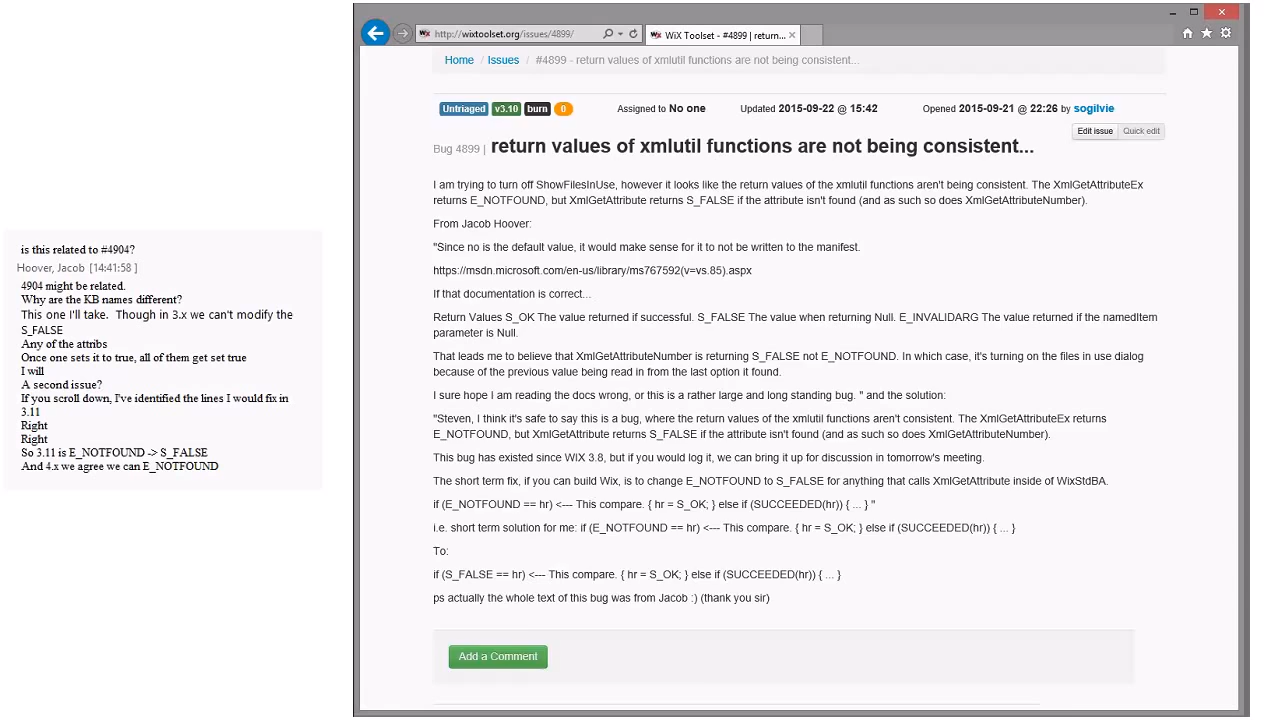 is this related to #4904?
Hoover, Jacob [14:41:58 ]
4904 might be related.
Why are the KB names different?
This one I'll take.  Though in 3.x we can't modify the
S_FALSE
Any of the attribs
Once one sets it to true, all of them get set true
I will
A second issue?
If you scroll down, I've identified the lines I would fix in
3.11
Right
Right
So 3.11 is E_NOTFOUND -> S_FALSE
And 4.x we agree we can E_NOTFOUND
http://wixtoolset.org/issues/4899/
WiX Toolset - #4899 | return...
Home / Issues / #4899 - return values of xmlutil functions are not being consistent...
Untriaged v3.10 burn 0 Assigned to No one Updated 2015-09-22 @ 15:42 Opened 2015-09-21 @ 22:26 by sogilvie
Edit issue Quick edit
Bug 4899 | return values of xmlutil functions are not being consistent...
I am trying to turn off ShowFilesInUse, however it looks like the return values of the xmlutil functions aren't being consistent. The XmlGetAttributeEx
returns E_NOTFOUND, but XmlGetAttribute returns S_FALSE if the attribute isn't found (and as such so does XmlGetAttributeNumber).
From Jacob Hoover:
"Since no is the default value, it would make sense for it to not be written to the manifest.
https://msdn.microsoft.com/en-us/library/ms767592(v=vs.85).aspx
If that documentation is correct...
Return Values S_OK The value returned if successful. S_FALSE The value when returning Null. E_INVALIDARG The value returned if the namedItem
parameter is Null.
That leads me to believe that XmlGetAttributeNumber is returning S_FALSE not E_NOTFOUND. In which case, it's turning on the files in use dialog
because of the previous value being read in from the last option it found.
I sure hope I am reading the docs wrong, or this is a rather large and long standing bug. " and the solution:
"Steven, I think it's safe to say this is a bug, where the return values of the xmlutil functions aren't consistent. The XmlGetAttributeEx returns
E_NOTFOUND, but XmlGetAttribute returns S_FALSE if the attribute isn't found (and as such so does XmlGetAttributeNumber).
This bug has existed since WIX 3.8, but if you would log it, we can bring it up for discussion in tomorrow's meeting.
The short term fix, if you can build Wix, is to change E_NOTFOUND to S_FALSE for anything that calls XmlGetAttribute inside of WixStdBA.
if (E_NOTFOUND == hr) <--- This compare. { hr = S_OK; } else if (SUCCEEDED(hr)) { ... } "
i.e. short term solution for me: if (E_NOTFOUND == hr) <--- This compare. { hr = S_OK; } else if (SUCCEEDED(hr)) { ... }
To:
if (S_FALSE == hr) <--- This compare. { hr = S_OK; } else if (SUCCEEDED(hr)) { ... }
ps actually the whole text of this bug was from Jacob :) (thank you sir)
Add a Comment